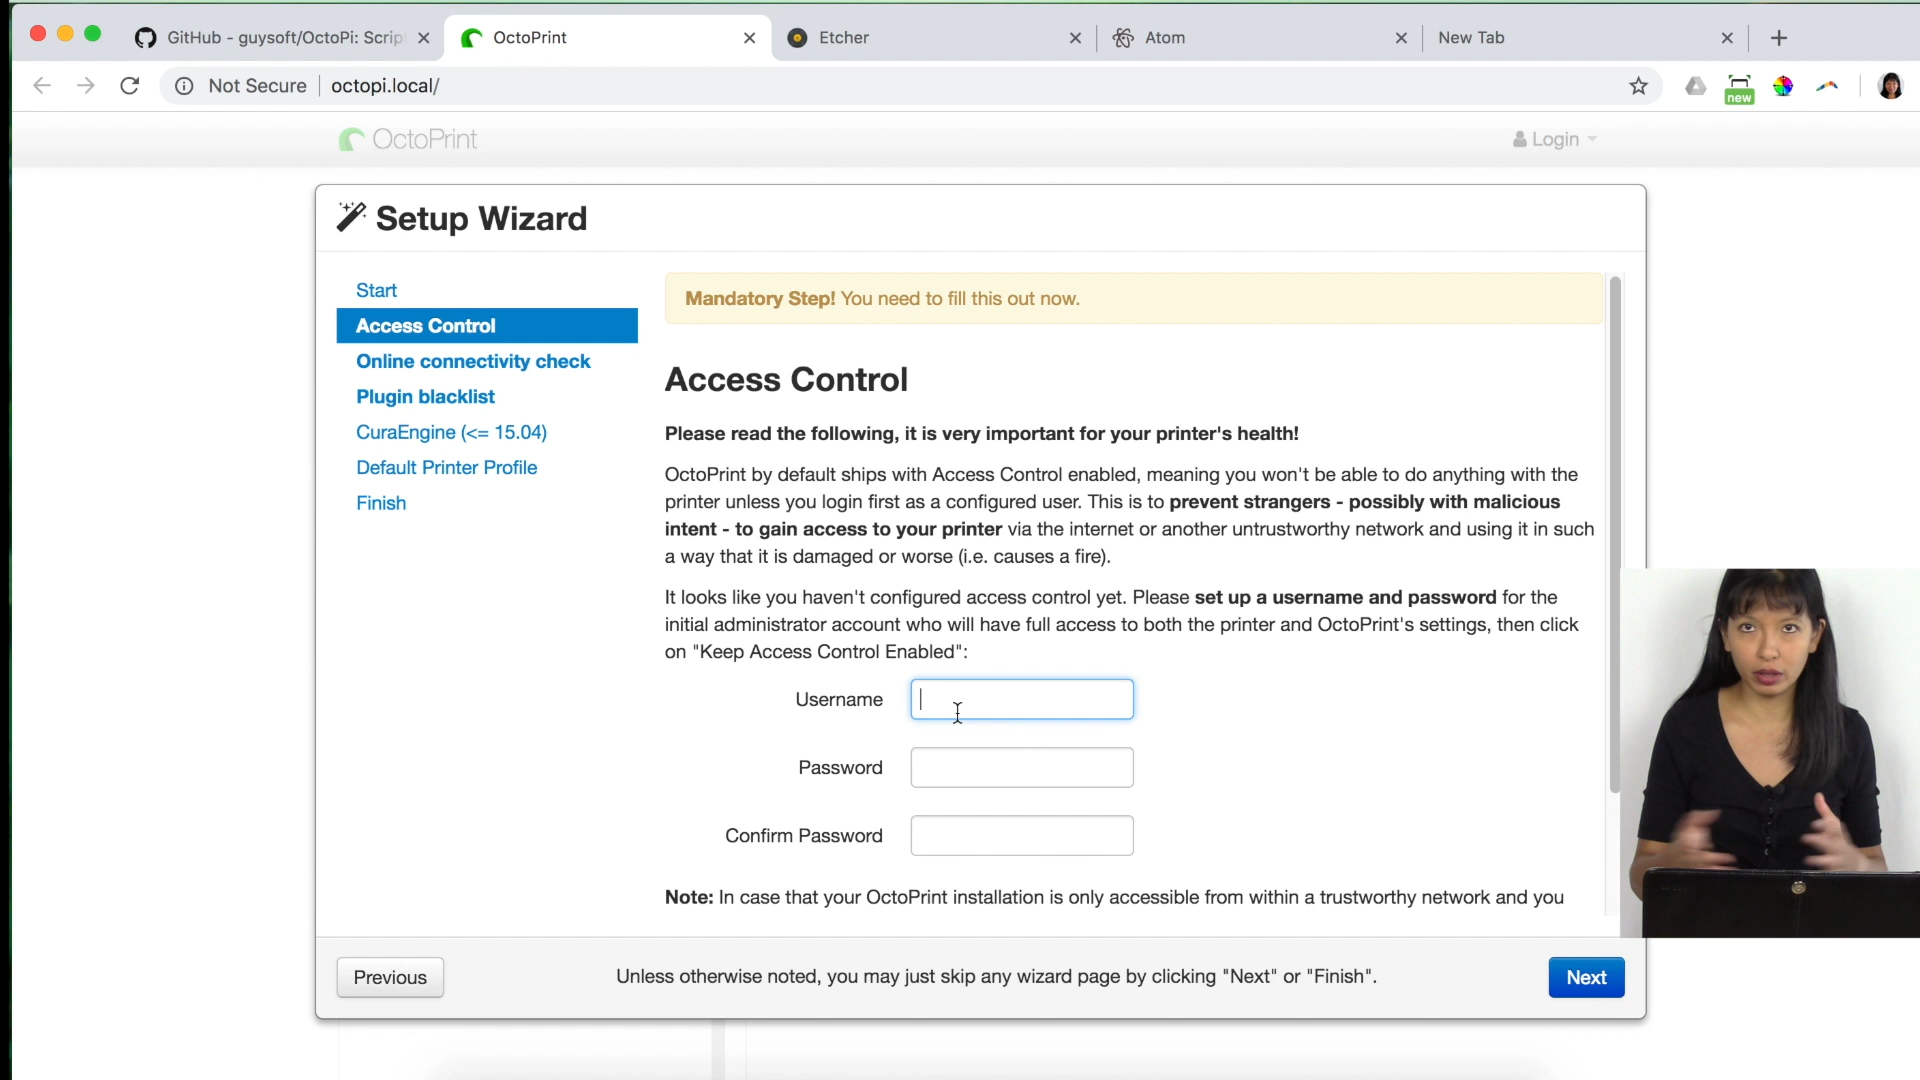 GitHub - guysoft/OctoPi: Scrip
OctoPrint
Etcher
Atom
New Tab
Not Secure
octopi.local/
new
OctoPrint
Login
Setup Wizard
Start
Access Control
Online connectivity check
Plugin blacklist
CuraEngine (<= 15.04)
Default Printer Profile
Finish
Mandatory Step! You need to fill this out now.
Access Control
Please read the following, it is very important for your printer's health!
OctoPrint by default ships with Access Control enabled, meaning you won't be able to do anything with the
printer unless you login first as a configured user. This is to prevent strangers - possibly with malicious
intent - to gain access to your printer via the internet or another untrustworthy network and using it in such
a way that it is damaged or worse (i.e. causes a fire).
It looks like you haven't configured access control yet. Please set up a username and password for the
initial administrator account who will have full access to both the printer and OctoPrint's settings, then click
on "Keep Access Control Enabled":
Username
Password
Confirm Password
Note: In case that your OctoPrint installation is only accessible from within a trustworthy network and you
Previous
Unless otherwise noted, you may just skip any wizard page by clicking "Next" or "Finish".
Next